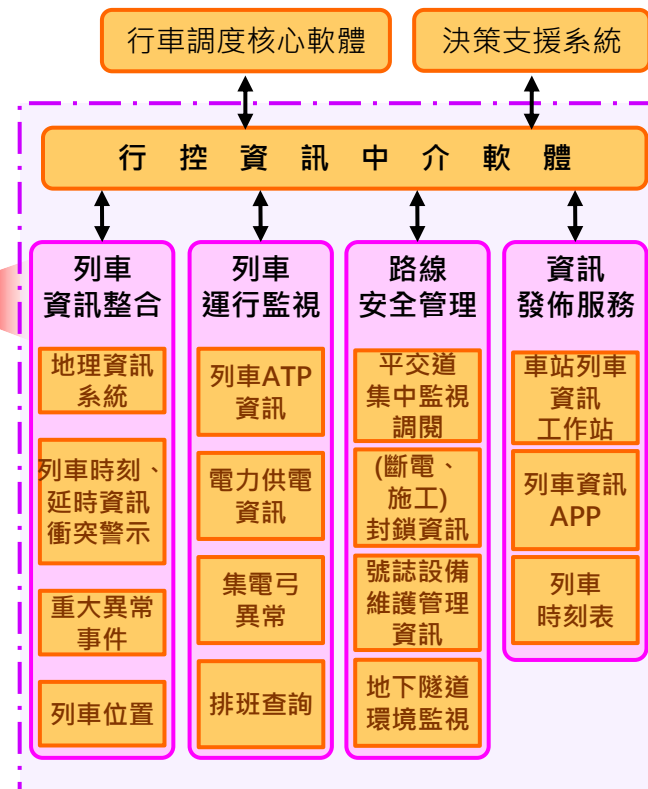 行車調度核心軟體
決策支援系統
行控資訊中介軟體
列車
資訊整合
地理資訊
系統
列車時刻、
延時資訊
衝突警示
重大異常
事件
列車位置
列車
運行監視
列車ATP
資訊
電力供電
資訊
集電弓
異常
排班查詢
路線
安全管理
平交道
集中監視
調閱
(斷電、
施工)
封鎖資訊
號誌設備
維護管理
資訊
地下隧道
環境監視
資訊
發佈服務
車站列車
資訊
工作站
列車資訊
APP
列車
時刻表